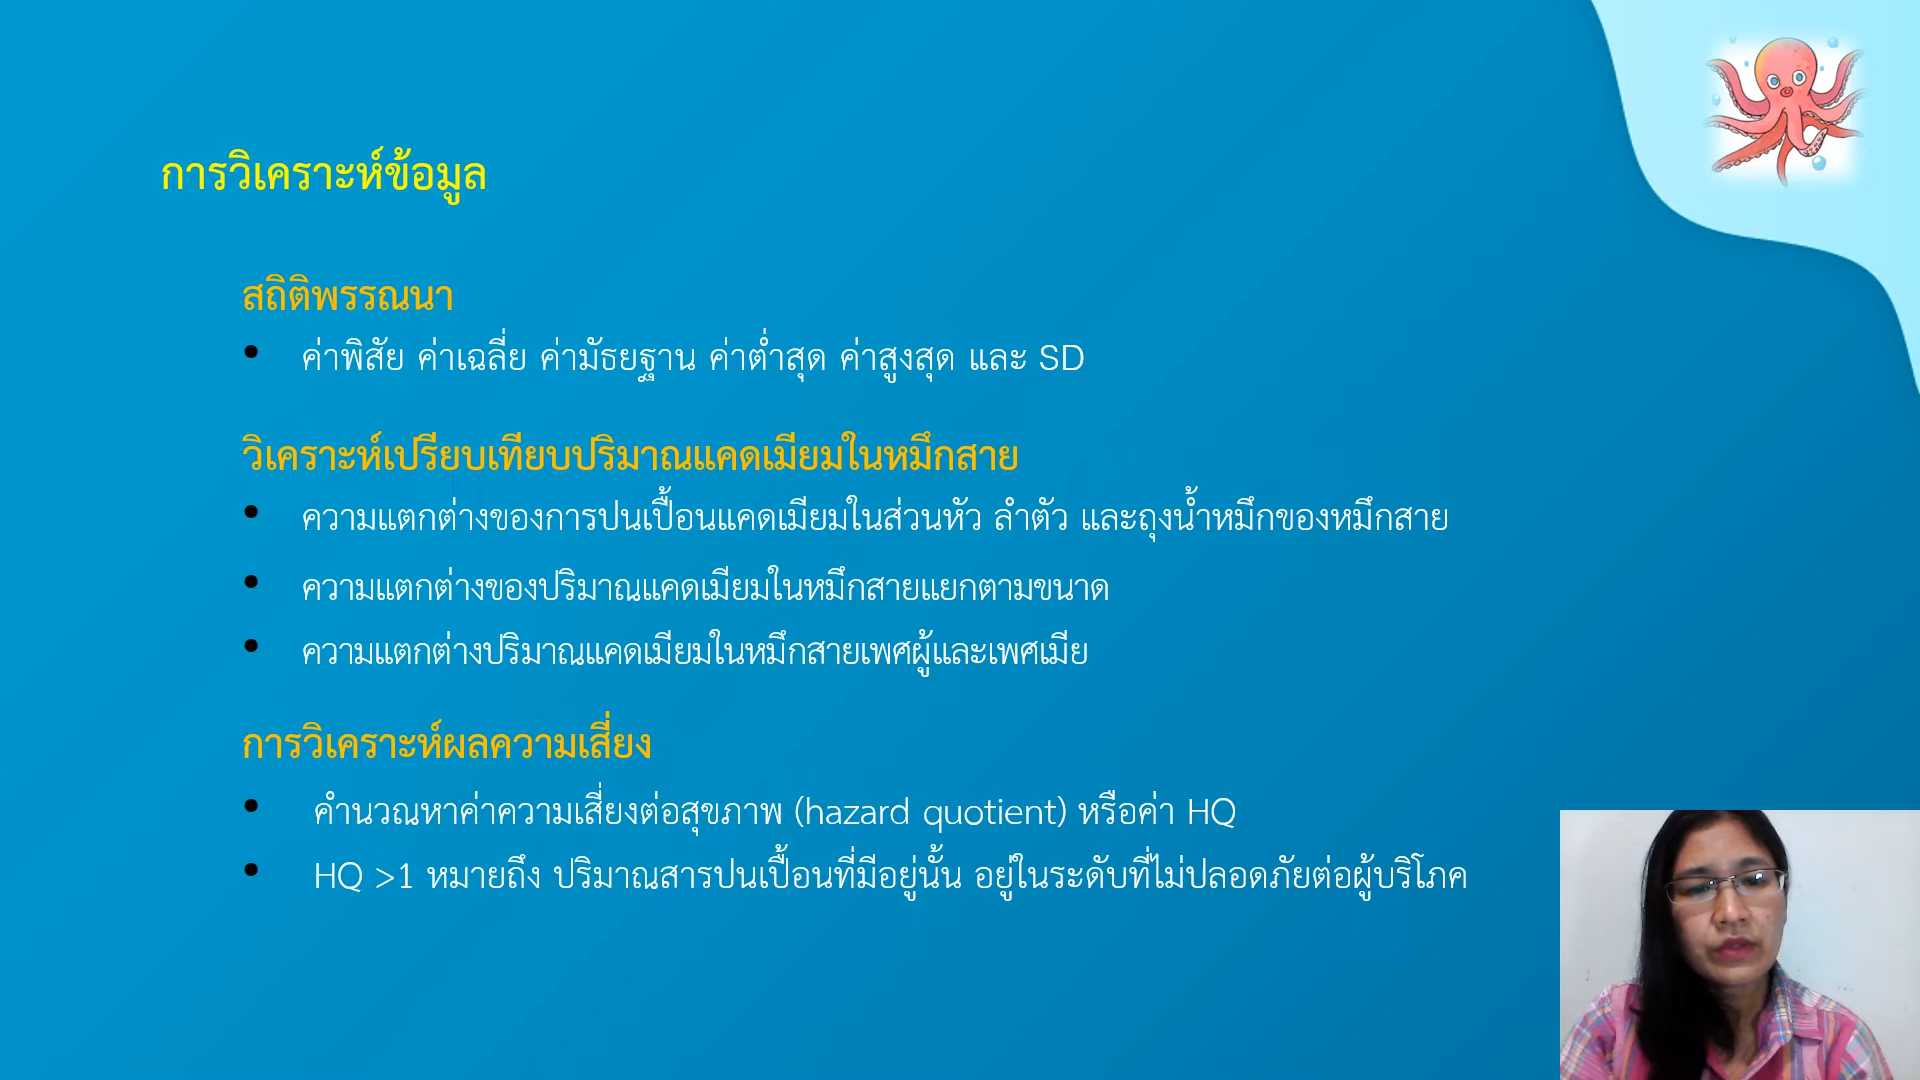 การวิเคราะห์ข้อมูล
สถิติพรรณนา
• ค่าพิสัย ค่าเฉลี่ย ค่ามัธยฐาน ค่าต่ำสุด ค่าสูงสุด และ SD
วิเคราะห์เปรียบเทียบปริมาณแคดเมียมในหมึกสาย
• ความแตกต่างของการปนเปื้อนแคดเมียมในส่วนหัว ลำตัว และถุงน้ำหมึกของหมึกสาย
• ความแตกต่างของปริมาณแคดเมียมในหมึกสายแยกตามขนาด
• ความแตกต่างปริมาณแคดเมียมในหมึกสายเพศผู้และเพศเมีย
การวิเคราะห์ผลความเสี่ยง
• คำนวณหาค่าความเสี่ยงต่อสุขภาพ (hazard quotient) หรือค่า HQ
• HQ >1 หมายถึง ปริมาณสารปนเปื้อนที่มีอยู่นั้น อยู่ในระดับที่ไม่ปลอดภัยต่อผู้บริโภค